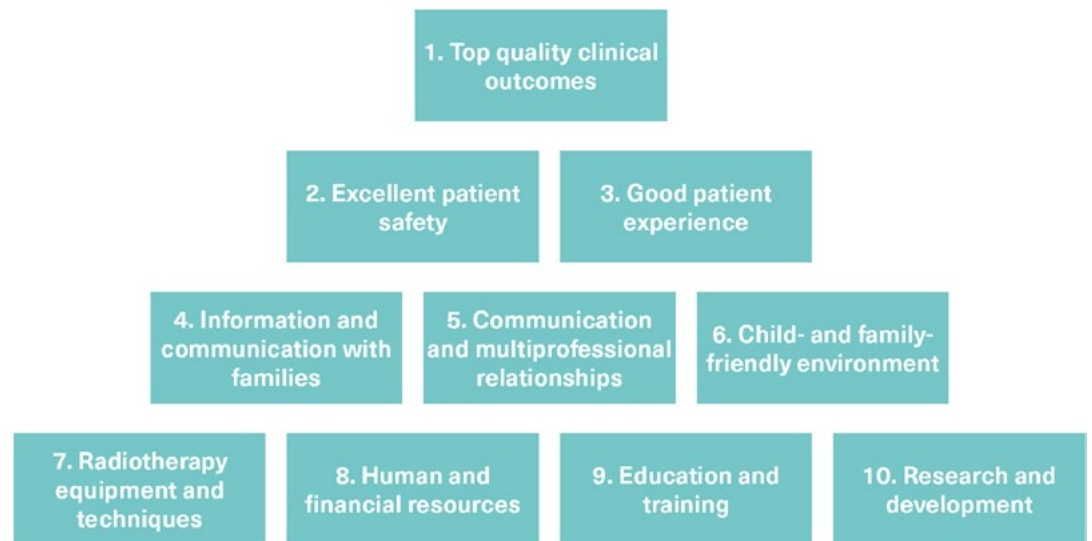 1. Top quality clinical
outcomes
2. Excellent patient
safety
3. Good patient
experience
4. Information and
communication with
families
5. Communication
and multiprofessional
relationships
6. Child- and family-
friendly environment
7. Radiotherapy
equipment and
techniques
8. Human and
financial resources
9. Education and
training
10. Research and
development